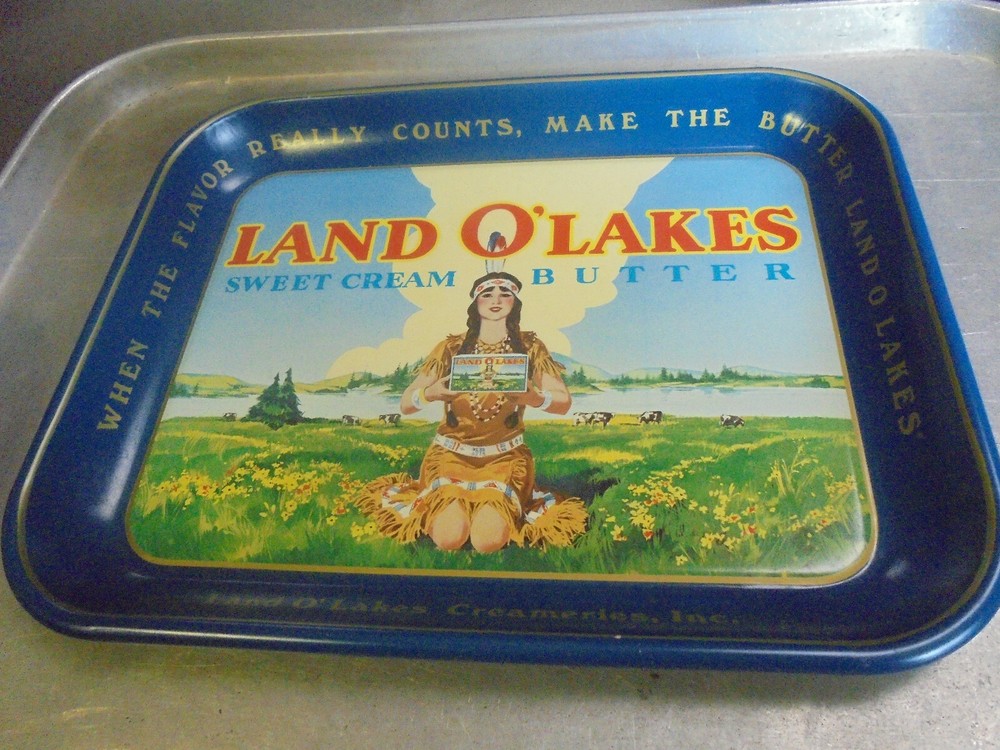 WHEN THE FLAVOR REALLY COUNTS, MAKE THE BUTTER LAND O LAKES®
LAND O'LAKES
SWEET CREAM BUTTER
LAND O'LAKES
Land O'Lakes Creameries, Inc.